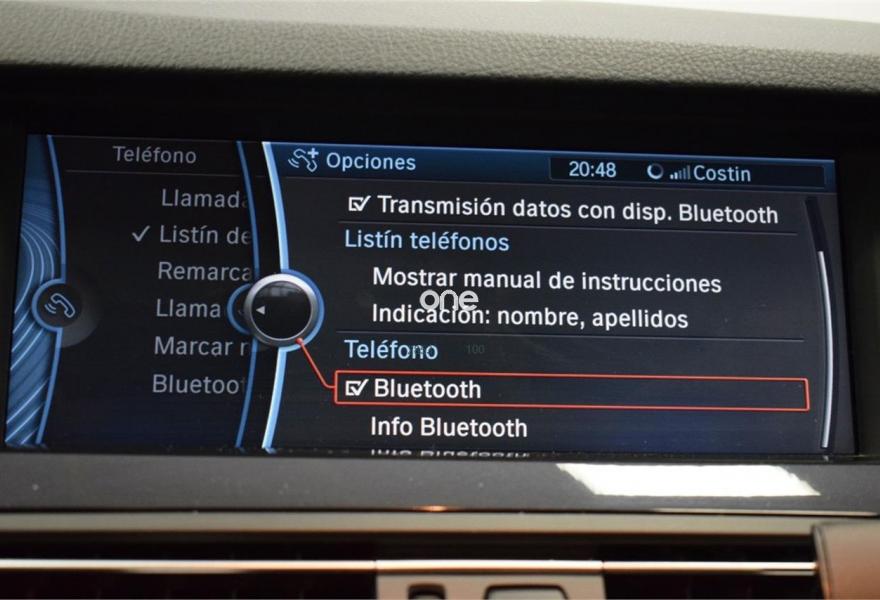 Teléfono
Llamada
✓ Listín de
Remarca
Llama
Marcar
Bluetoot
Opciones
20:48
Costin
Transmisión datos con disp. Bluetooth
Listín teléfonos
Mostrar manual de instrucciones
Indicación: nombre, apellidos
Teléfono
Bluetooth
Info Bluetooth
one
100